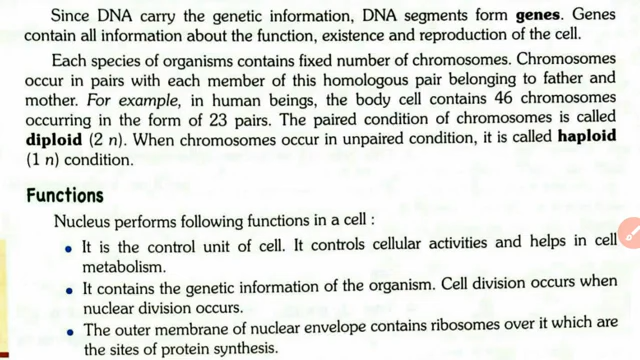 Since DNA carry the genetic information, DNA segments form genes. Genes
contain all information about the function, existence and reproduction of the cell.
Each species of organisms contains fixed number of chromosomes. Chromosomes
occur in pairs with each member of this homologous pair belonging to father and
mother. For example, in human beings, the body cell contains 46 chromosomes
occurring in the form of 23 pairs. The paired condition of chromosomes is called
diploid (2 n). When chromosomes occur in unpaired condition, it is called haploid
(1 n) condition.
Functions
Nucleus performs following functions in a cell :
• It is the control unit of cell. It controls cellular activities and helps in cell
metabolism.
• It contains the genetic information of the organism. Cell division occurs when
nuclear division occurs.
• The outer membrane of nuclear envelope contains ribosomes over it which are
the sites of protein synthesis.